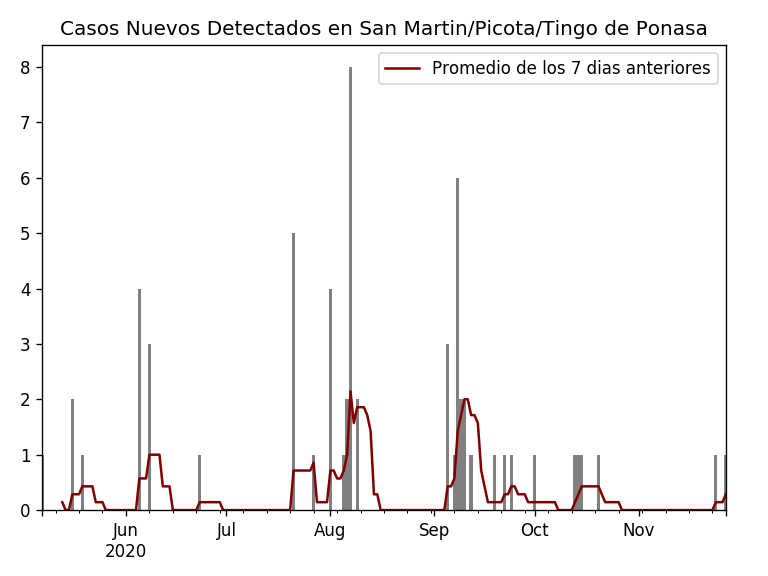 Casos Nuevos Detectados en San Martin/Picota/Tingo de Ponasa
Promedio de los 7 dias anteriores
8
7
6
5
4
3
2
1
0
Jun
2020
Jul
Aug
Sep
Oct
Nov